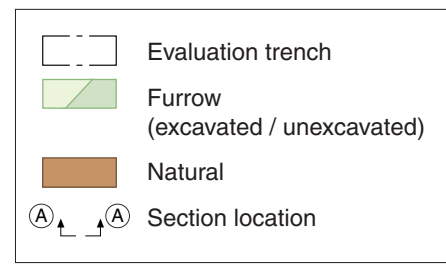 Evaluation trench
Furrow
(excavated / unexcavated)
Natural
A A Section location